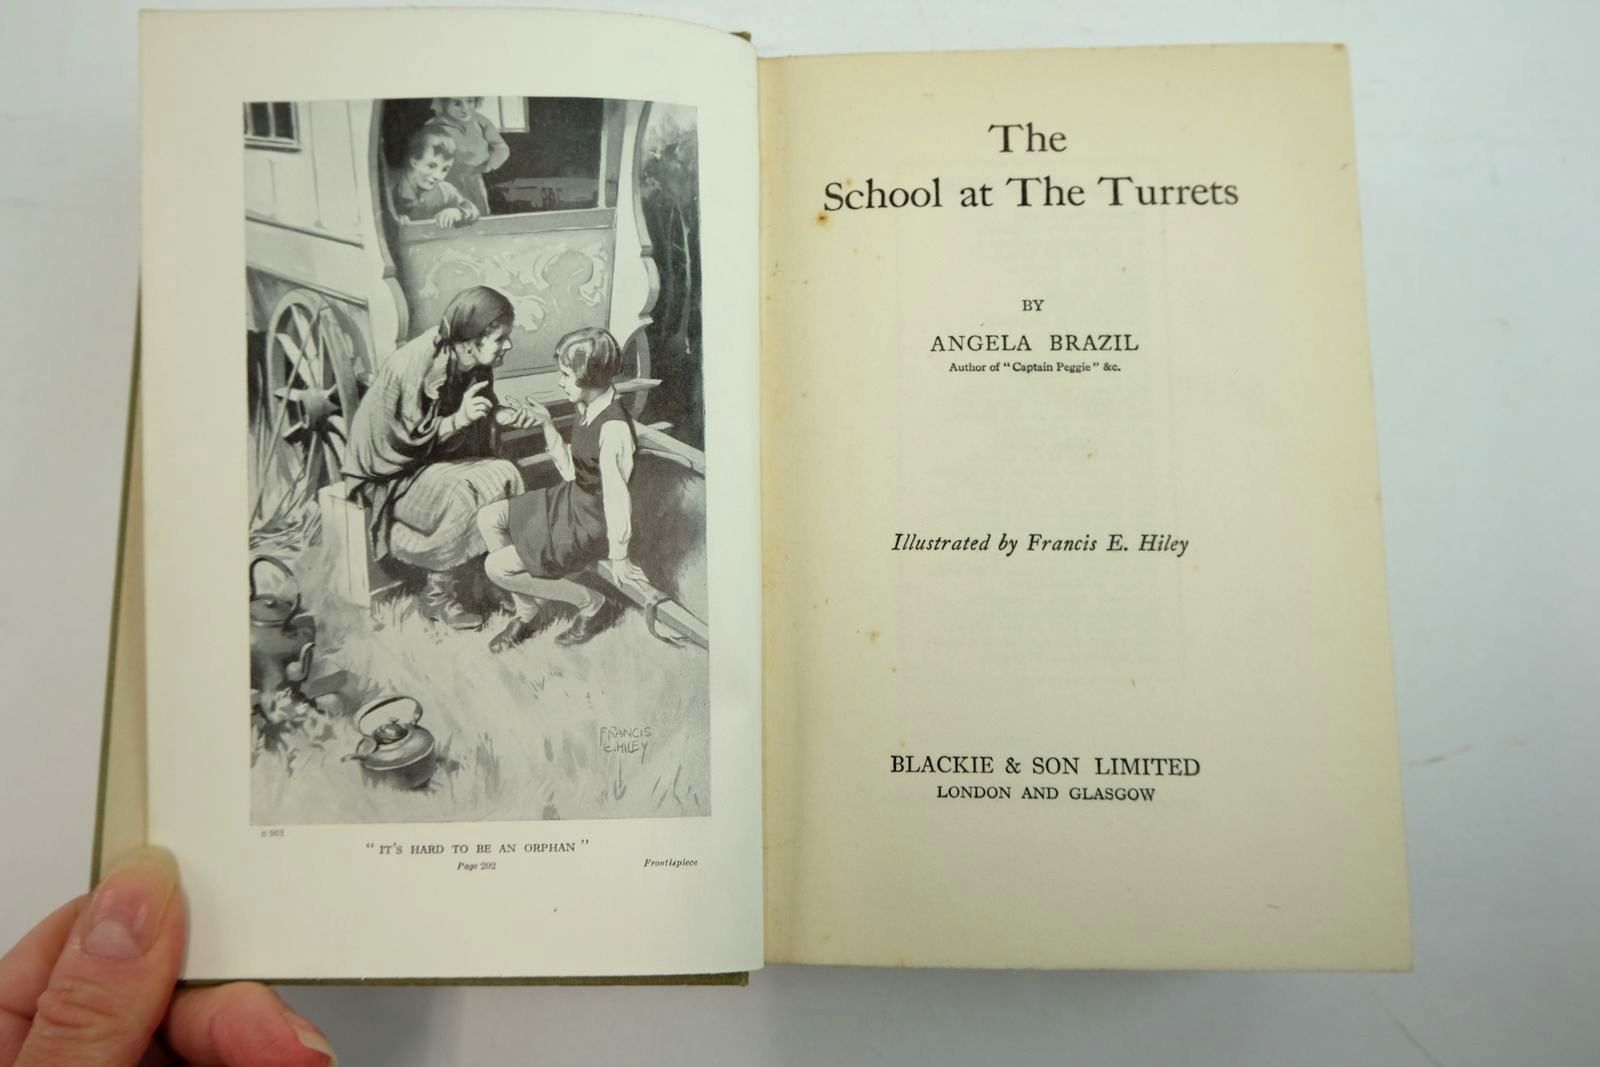 FRANCIS
E. HILEY
B 961
“ IT'S HARD TO BE AN ORPHAN ”
Page 202
Frontispiece
The
School at The Turrets
BY
ANGELA BRAZIL
Author of “ Captain Peggie ” &c.
Illustrated by Francis E. Hiley
BLACKIE & SON LIMITED
LONDON AND GLASGOW